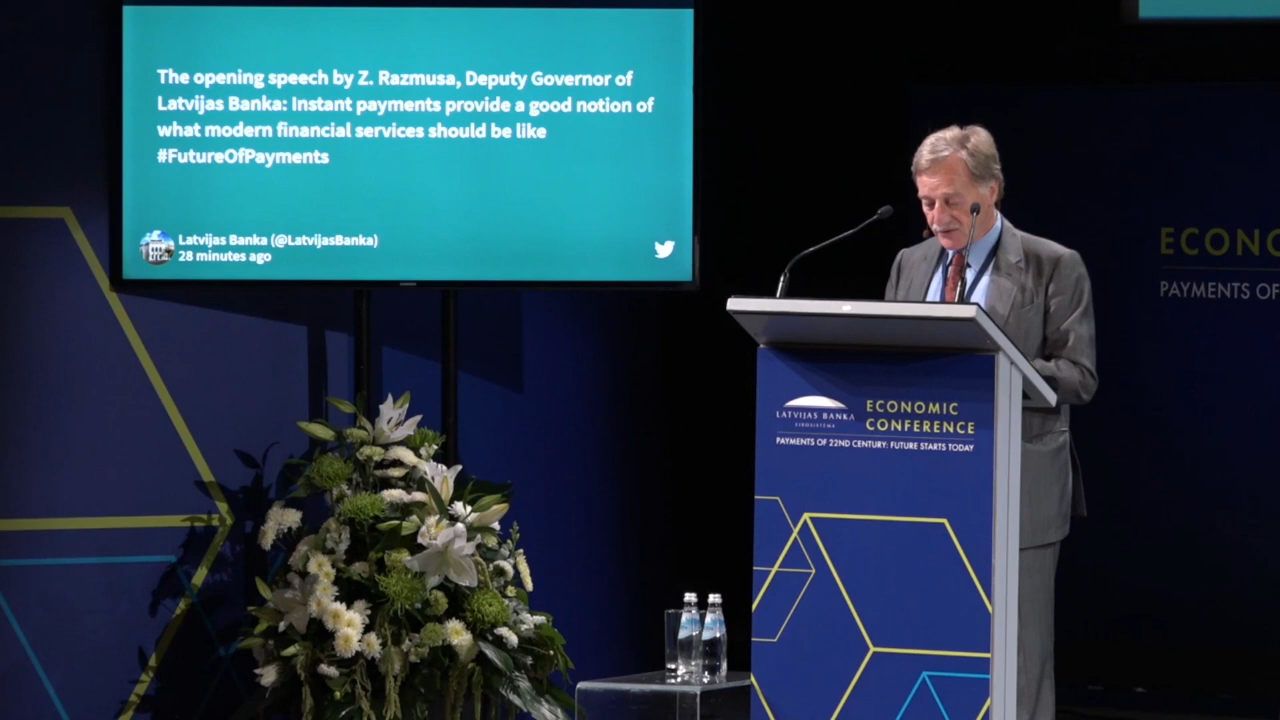 The opening speech by Z. Razmusa, Deputy Governor of
Latvijas Banka: Instant payments provide a good notion of
what modern financial services should be like
#FutureOfPayments
Latvijas Banka (@LatvijasBanka)
28 minutes ago
ECONO
PAYMENTS OF
LATVIJAS BANKA
EIROSISTĒMA
ECONOMIC
CONFERENCE
PAYMENTS OF 22ND CENTURY: FUTURE STARTS TODAY